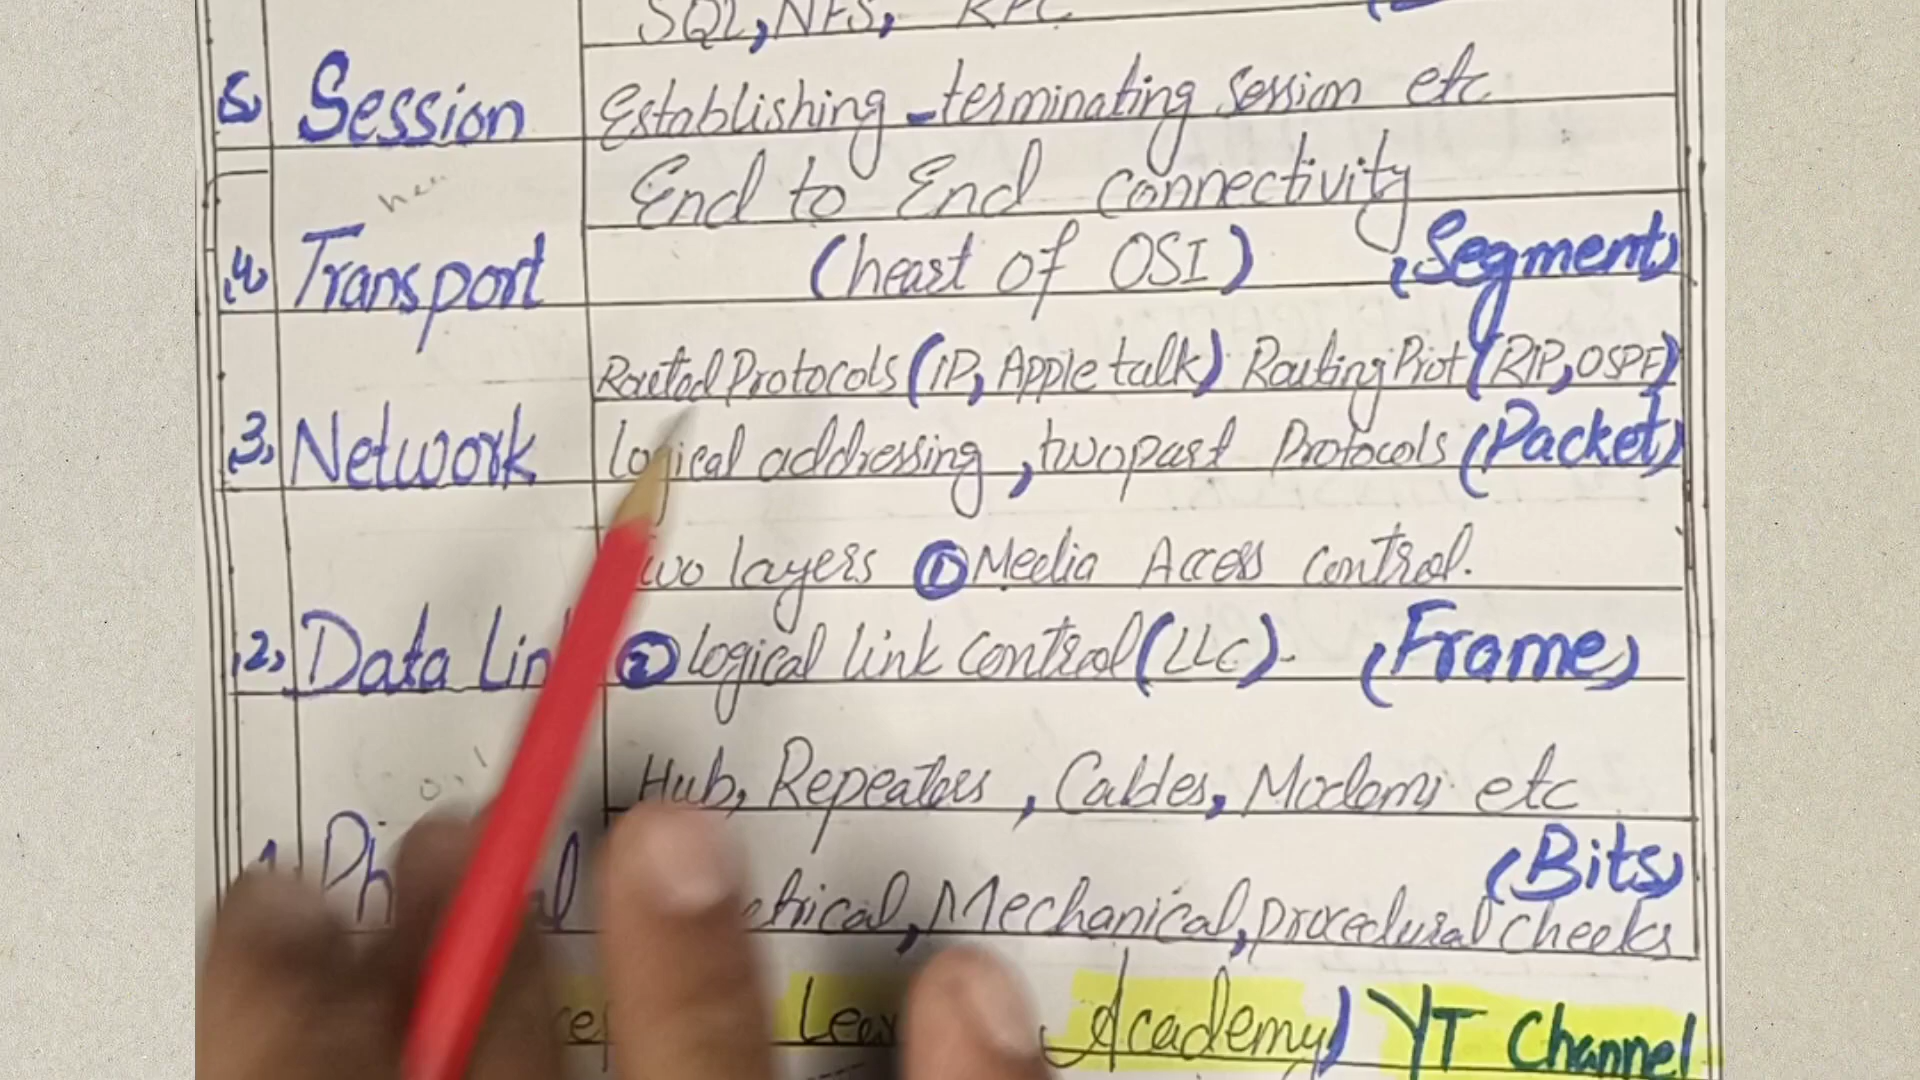 SQL, NFS, RPC
5, Session Establishing - terminating session etc
End to End connectivity
4, Transport (heart of OSI) (Segment)
Routed Protocols (IP, Apple talk) Routing Prot (RIP, OSPF)
3, Network logical addressing, two part Protocols (Packet)
Two layers ① Media Access Control.
2, Data Lin ② logical link control (LLC). (Frame)
Hub, Repeaters, Cables, Modems etc
(Bits)
Mechanical, procedural cheeks
Academy) YT Channel